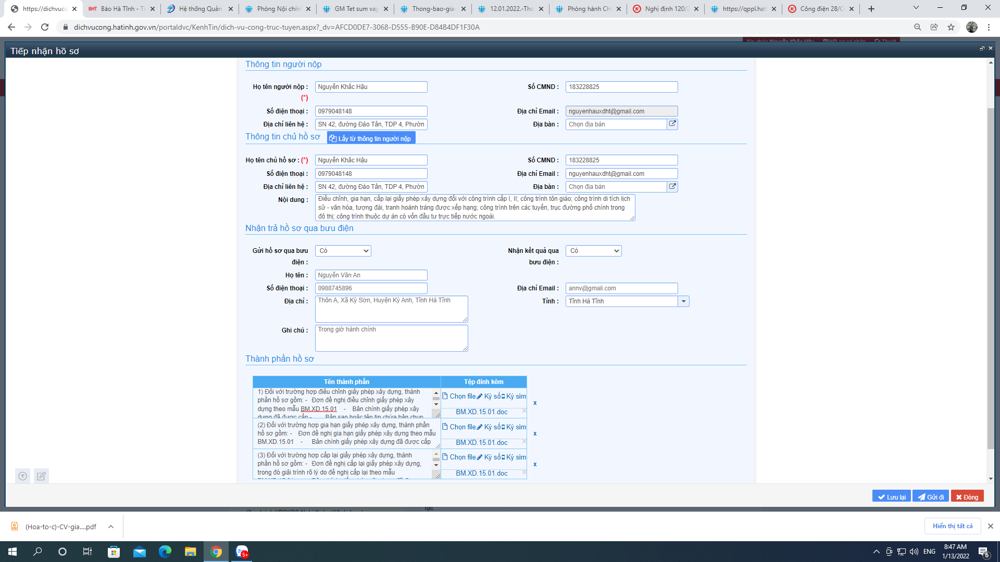 https://dichvucc
Báo Hà Tĩnh - Ti
Hệ thống Quản
Phòng Nội chín
GM Tet sum vay
Thong-bao-gia-
12.01.2022.-Tho
Phòng hành Ch
Nghị định 120/2
https://qppl.hat
Công điện 28/C
dichvucong.hatinh.gov.vn/portaldvc/KenhTin/dich-vu-cong-truc-tuyen.aspx?_dv=AFCD0DE7-3068-D555-B90E-D84B4DF1F30A
Xin chào Nguyễn Khắc Hậu Hồ sơ cá nhân Thoát
Tiếp nhận hồ sơ
Thông tin người nộp
Họ tên người nộp : (*) Nguyễn Khắc Hậu
Số CMND : 183228825
Số điện thoại : 0979048148
Địa chỉ Email : nguyenhauxdht@gmail.com
Địa chỉ liên hệ : SN 42, đường Đào Tấn, TDP 4, Phườn
Địa bàn : Chọn địa bàn
Thông tin chủ hồ sơ Lấy từ thông tin người nộp
Họ tên chủ hồ sơ : (*) Nguyễn Khắc Hậu
Số CMND : 183228825
Số điện thoại : 0979048148
Địa chỉ Email : nguyenhauxdht@gmail.com
Địa chỉ liên hệ : SN 42, đường Đào Tấn, TDP 4, Phườn
Địa bàn : Chọn địa bàn
Nội dung : Điều chỉnh, gia hạn, cấp lại giấy phép xây dựng đối với công trình cấp I, II; công trình tôn giáo; công trình di tích lịch
sử - văn hóa, tượng đài, tranh hoành tráng được xếp hạng; công trình trên các tuyến, trục đường phố chính trong
đô thị; công trình thuộc dự án có vốn đầu tư trực tiếp nước ngoài.
Nhận trả hồ sơ qua bưu điện
Gửi hồ sơ qua bưu điện : Có
Nhận kết quả qua bưu điện : Có
Họ tên : Nguyễn Văn An
Số điện thoại : 0988745896
Địa chỉ Email : annv@gmail.com
Địa chỉ : Thôn A, Xã Kỳ Sơn, Huyện Kỳ Anh, Tỉnh Hà Tĩnh
Tỉnh : Tỉnh Hà Tĩnh
Ghi chú : Trong giờ hành chính
Thành phần hồ sơ
Tên thành phần Tệp đính kèm
1) Đối với trường hợp điều chỉnh giấy phép xây dựng, thành
phần hồ sơ gồm: - Đơn đề nghị điều chỉnh giấy phép xây
dựng theo mẫu BM.XD.15.01 - Bản chính giấy phép xây
dựng đã được cấp - Bản sao hoặc tệp tin chứa bản chụp
Chọn file Ký số Ký sim
BM.XD.15.01.doc
x
(2) Đối với trường hợp gia hạn giấy phép xây dựng, thành phần
hồ sơ gồm: - Đơn đề nghị gia hạn giấy phép xây dựng theo mẫu
BM.XD.15.01 - Bản chính giấy phép xây dựng đã được cấp
Chọn file Ký số Ký sim
BM.XD.15.01.doc
x
(3) Đối với trường hợp cấp lại giấy phép xây dựng, thành
phần hồ sơ gồm: - Đơn đề nghị cấp lại giấy phép xây dựng,
trong đó giải trình rõ lý do đề nghị cấp lại theo mẫu
Chọn file Ký số Ký sim
BM.XD.15.01.doc
x
Lưu lại Gửi đi Đóng
tục
(Hoa-to-c)-CV-gia....pdf
Hiển thị tất cả
5+
ENG
8:47 AM
1/13/2022
6